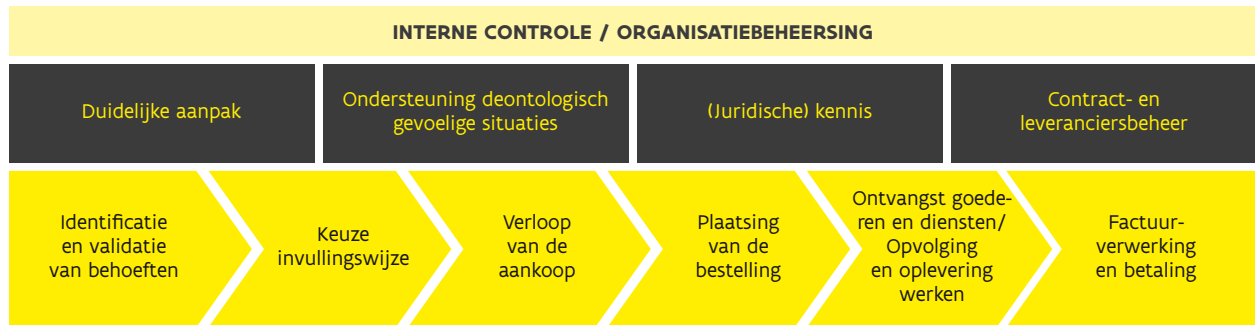 INTERNE CONTROLE / ORGANISATIEBEHEERSING
Duidelijke aanpak
Ondersteuning deontologisch
gevoelige situaties
(Juridische) kennis
Contract- en
leveranciersbeheer
Identificatie
en validatie
van behoeften
Keuze
invullingswijze
Verloop
van de
aankoop
Plaatsing
van de
bestelling
Ontvangst goede-
ren en diensten/
Opvolging
en oplevering
werken
Factuur-
verwerking
en betaling